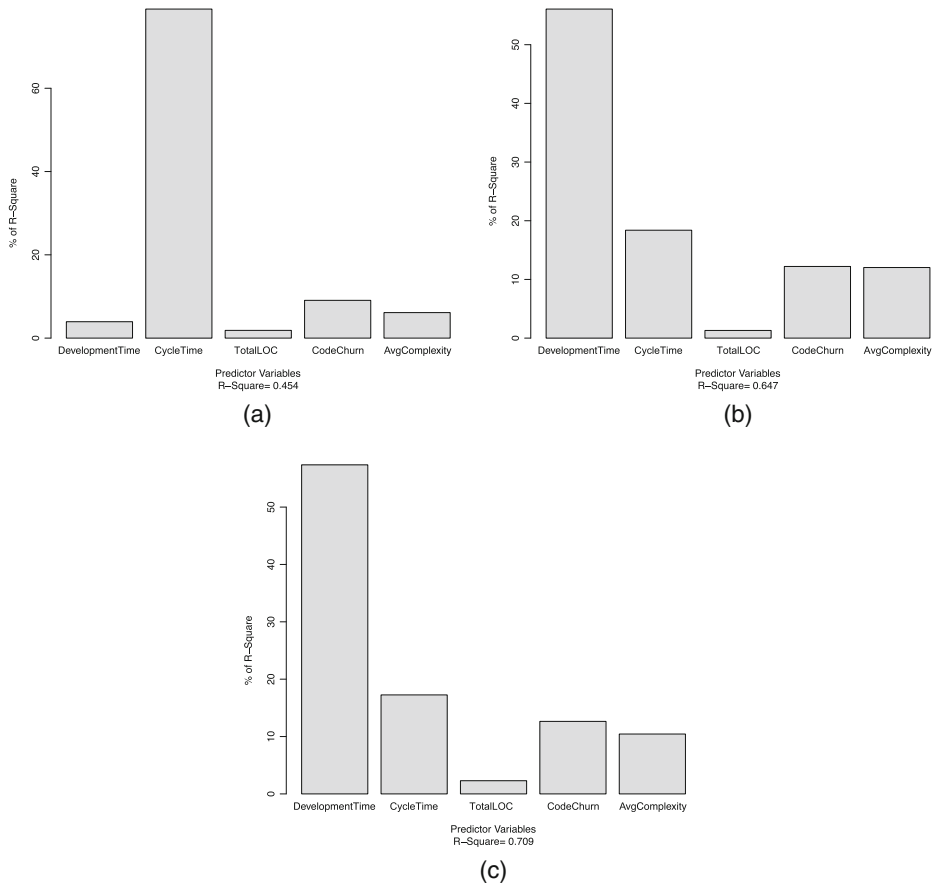 % of R−Square
60
40
20
0
DevelopmentTime CycleTime TotalLOC CodeChurn AvgComplexity
Predictor Variables
R−Square= 0.454
(a)
% of R−Square
50
40
30
20
10
0
DevelopmentTime CycleTime TotalLOC CodeChurn AvgComplexity
Predictor Variables
R−Square= 0.647
(b)
% of R−Square
50
40
30
20
10
0
DevelopmentTime CycleTime TotalLOC CodeChurn AvgComplexity
Predictor Variables
R−Square= 0.709
(c)